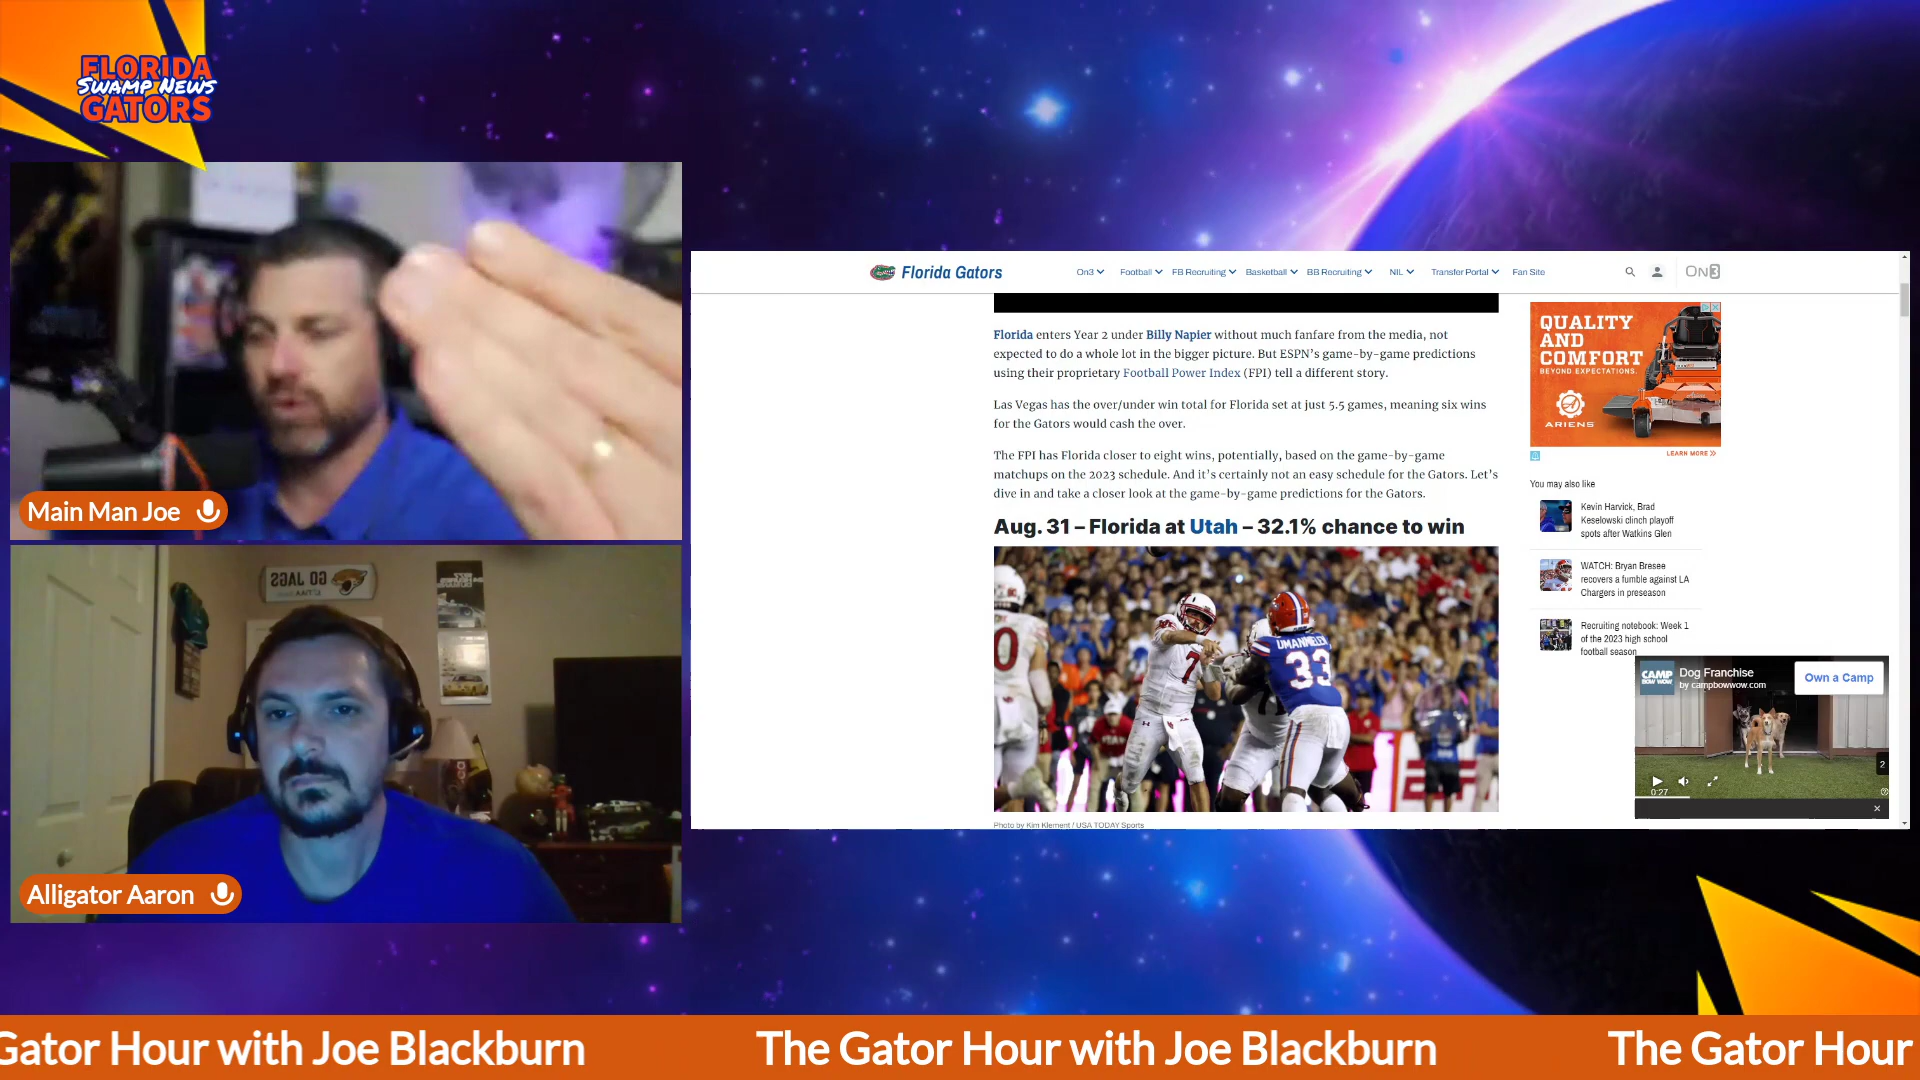 FLORIDA
SWAMP NEWS
GATORS
Main Man Joe
GO JAGS
Alligator Aaron
Florida Gators
On3 Football FB Recruiting Basketball BB Recruiting NIL Transfer Portal Fan Site
ON3
Florida enters Year 2 under Billy Napier without much fanfare from the media, not
expected to do a whole lot in the bigger picture. But ESPN's game-by-game predictions
using their proprietary Football Power Index (FPI) tell a different story.
Las Vegas has the over/under win total for Florida set at just 5.5 games, meaning six wins
for the Gators would cash the over.
The FPI has Florida closer to eight wins, potentially, based on the game-by-game
matchups on the 2023 schedule. And it's certainly not an easy schedule for the Gators. Let's
dive in and take a closer look at the game-by-game predictions for the Gators.
Aug. 31 – Florida at Utah – 32.1% chance to win
7
UMANMIELEN
33
Photo by Kim Klement / USA TODAY Sports
QUALITY
AND
COMFORT
BEYOND EXPECTATIONS.
ARIENS
LEARN MORE
You may also like
Kevin Harvick, Brad
Keselowski clinch playoff
spots after Watkins Glen
WATCH: Bryan Bresee
recovers a fumble against LA
Chargers in preseason
Recruiting notebook: Week 1
of the 2023 high school
football season
CAMP
BOW WOW
Dog Franchise
by campbowwow.com
Own a Camp
2
0:27
Gator Hour with Joe Blackburn The Gator Hour with Joe Blackburn The Gator Hour